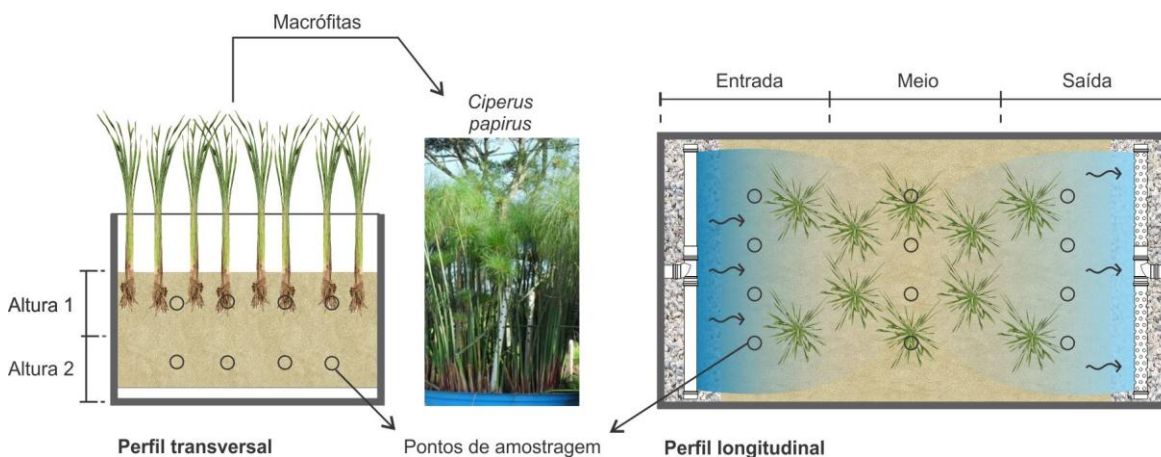 Macrófitas
Ciperus
papirus
Entrada
Meio
Saída
Altura 1
Altura 2
Perfil transversal
Pontos de amostragem
Perfil longitudinal